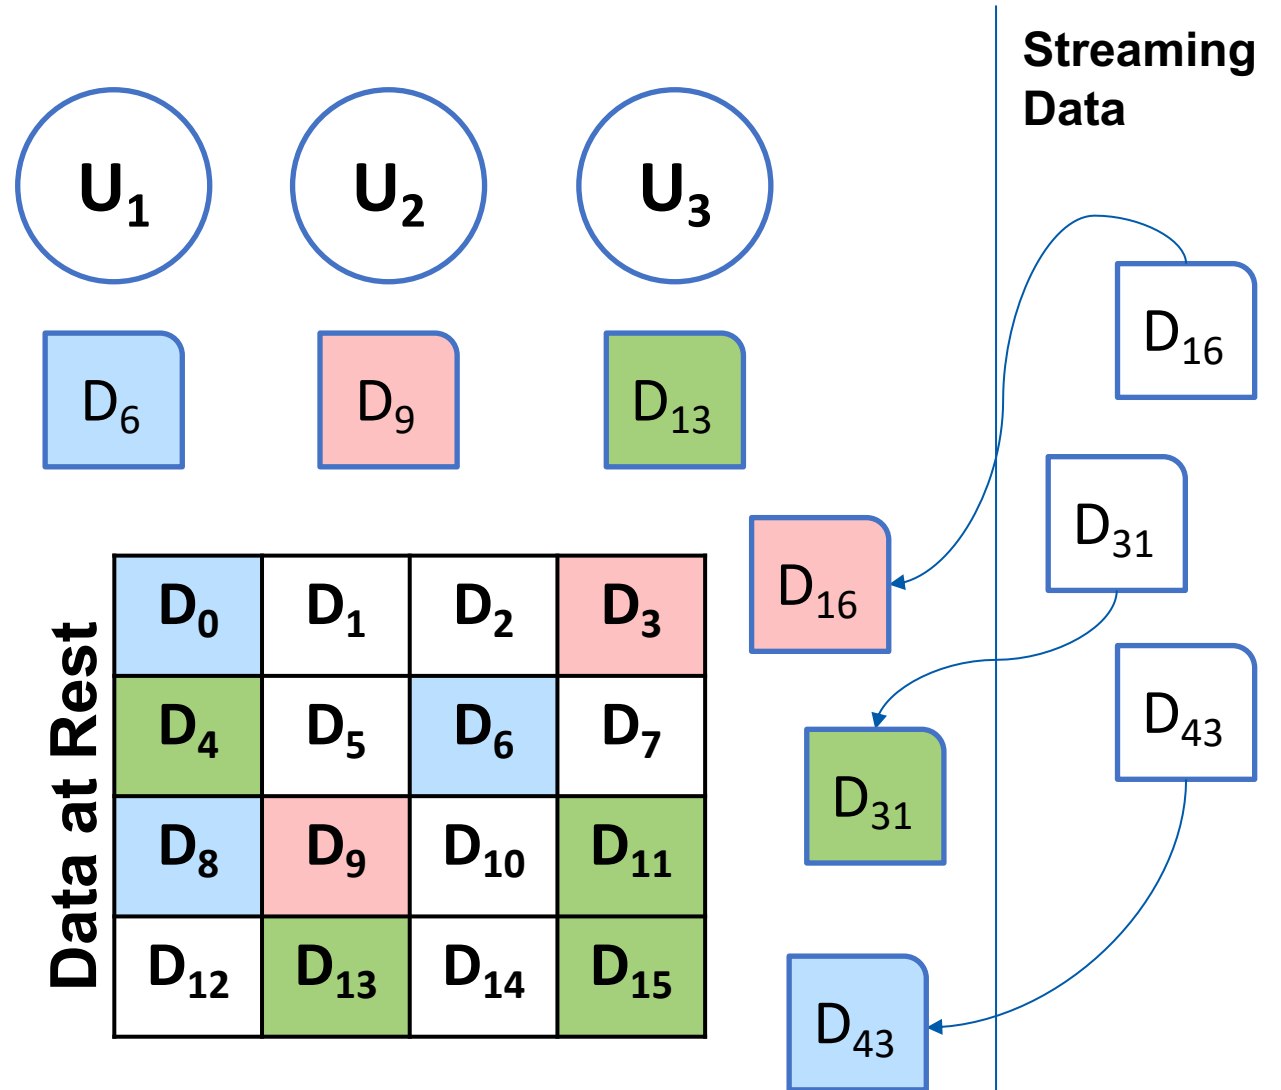 Streaming
Data
U₁ U₂ U₃
D₁₆
D₆ D₉ D₁₃
D₃₁
D₁₆
D₄₃
D₃₁
D₄₃
Data at Rest
D₀ D₁ D₂ D₃
D₄ D₅ D₆ D₇
D₈ D₉ D₁₀ D₁₁
D₁₂ D₁₃ D₁₄ D₁₅